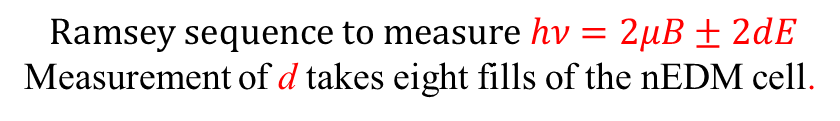 Ramsey sequence to measure hν = 2μB ± 2dE
Measurement of d takes eight fills of the nEDM cell.